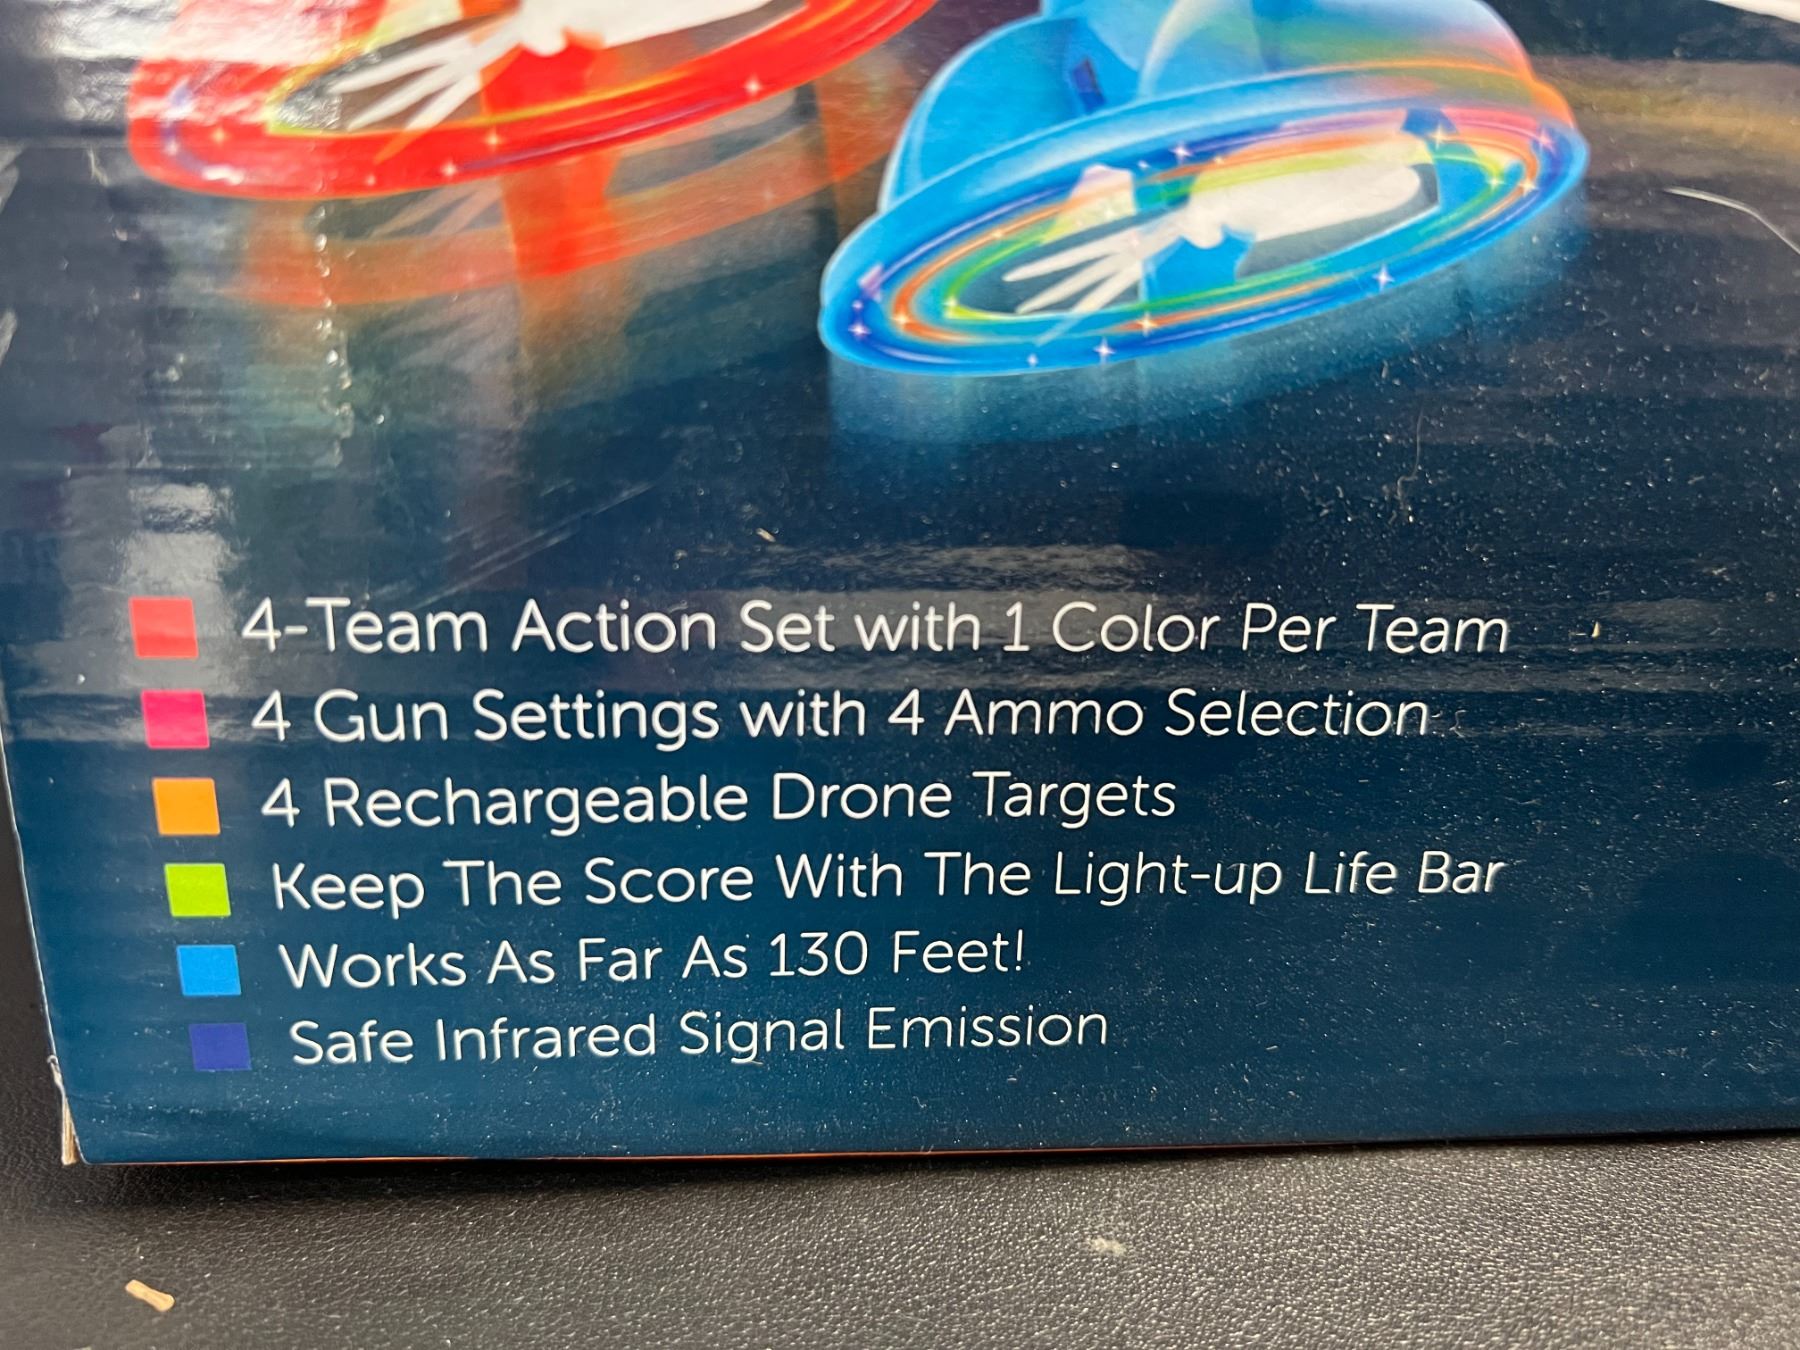 4-Team Action Set with 1 Color Per Team
4 Gun Settings with 4 Ammo Selection
4 Rechargeable Drone Targets
Keep The Score With The Light-up Life Bar
Works As Far As 130 Feet!
Safe Infrared Signal Emission